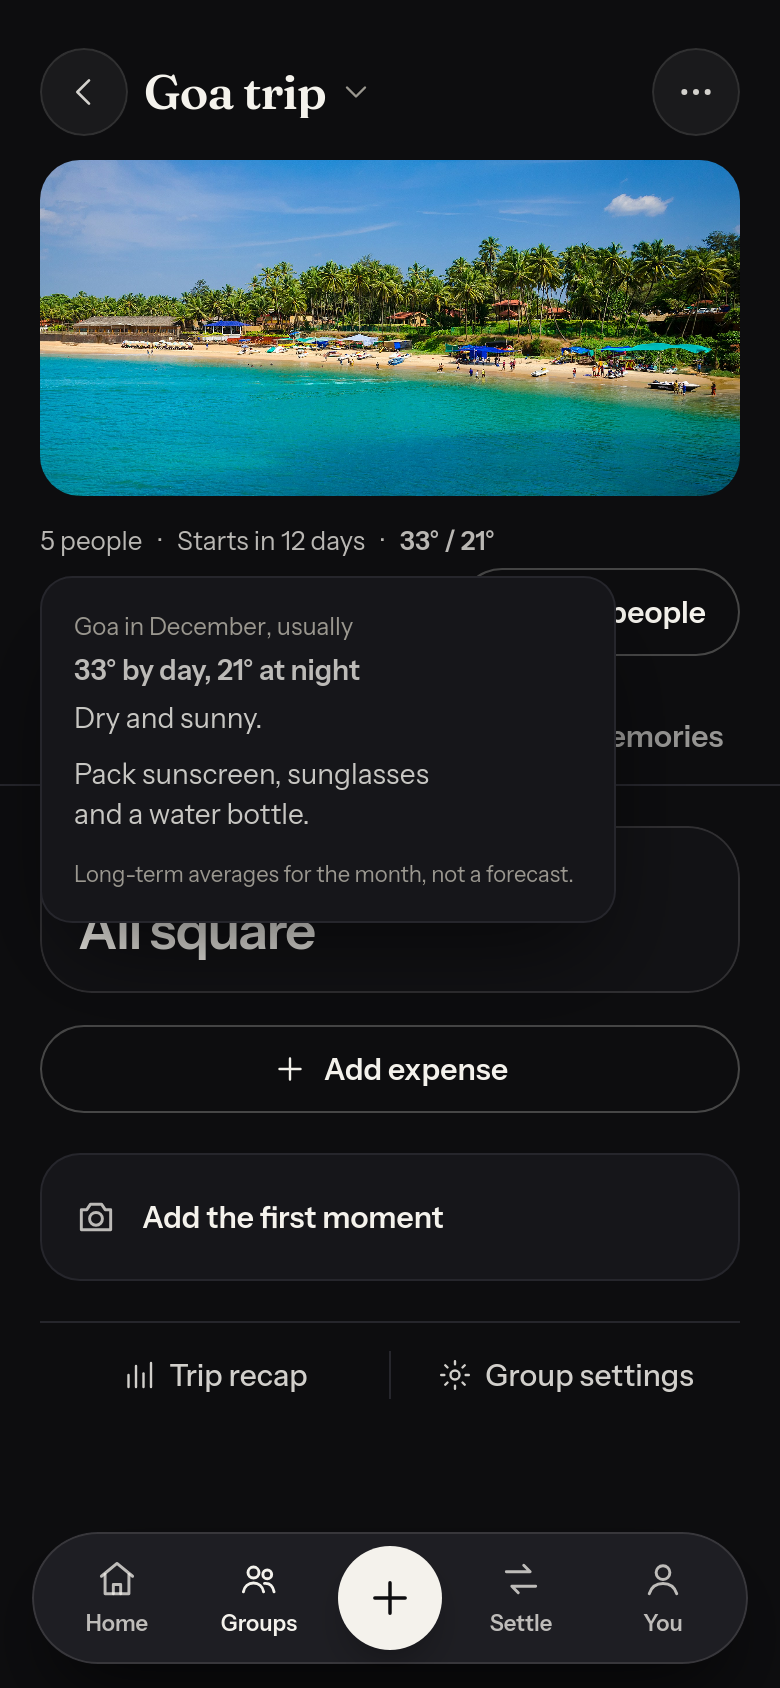 Goa trip
5 people · Starts in 12 days · 33° / 21°
people
Goa in December, usually
33° by day, 21° at night
Dry and sunny.
emories
Pack sunscreen, sunglasses
and a water bottle.
Long-term averages for the month, not a forecast.
All square
Add expense
Add the first moment
Trip recap
Group settings
Home
Groups
Settle
You